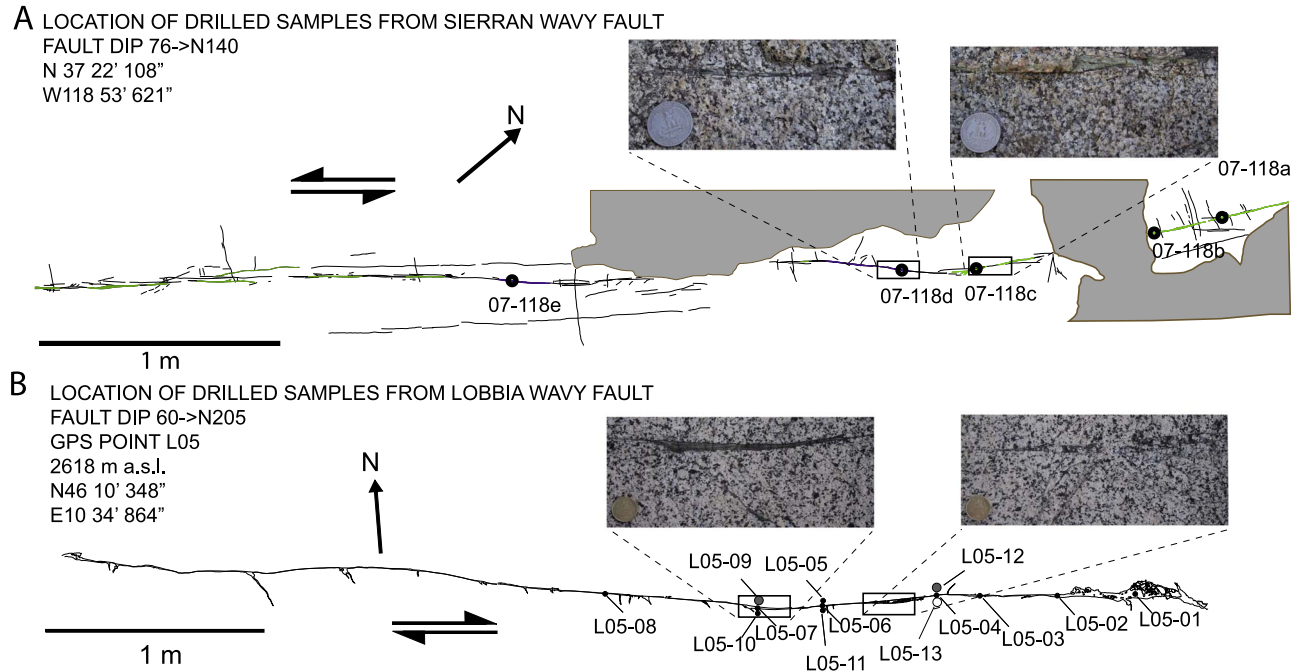 A
LOCATION OF DRILLED SAMPLES FROM SIERRAN WAVY FAULT
FAULT DIP 76->N140
N 37 22' 108”
W118 53' 621”
N
07-118a
07-118b
07-118e
07-118d
07-118c
1 m
B
LOCATION OF DRILLED SAMPLES FROM LOBBIA WAVY FAULT
FAULT DIP 60->N205
GPS POINT L05
2618 m a.s.l.
N46 10' 348”
E10 34' 864”
N
L05-09
L05-05
L05-12
L05-08
L05-10
L05-07
L05-06
L05-11
L05-13
L05-04
L05-03
L05-02
L05-01
1 m